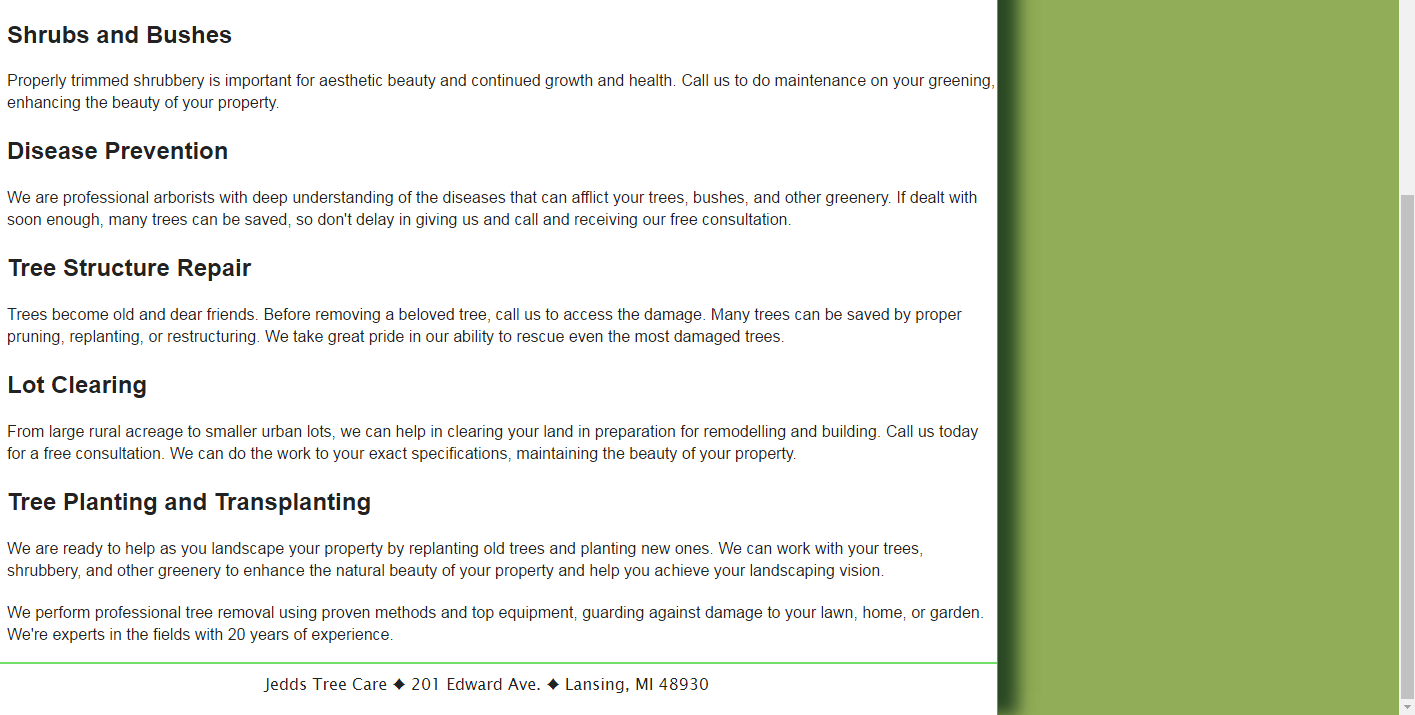 Shrubs and Bushes
Properly trimmed shrubbery is important for aesthetic beauty and continued growth and health. Call us to do maintenance on your greening,
enhancing the beauty of your property.
Disease Prevention
We are professional arborists with deep understanding of the diseases that can afflict your trees, bushes, and other greenery. If dealt with
soon enough, many trees can be saved, so don't delay in giving us and call and receiving our free consultation.
Tree Structure Repair
Trees become old and dear friends. Before removing a beloved tree, call us to access the damage. Many trees can be saved by proper
pruning, replanting, or restructuring. We take great pride in our ability to rescue even the most damaged trees.
Lot Clearing
From large rural acreage to smaller urban lots, we can help in clearing your land in preparation for remodelling and building. Call us today
for a free consultation. We can do the work to your exact specifications, maintaining the beauty of your property.
Tree Planting and Transplanting
We are ready to help as you landscape your property by replanting old trees and planting new ones. We can work with your trees,
shrubbery, and other greenery to enhance the natural beauty of your property and help you achieve your landscaping vision.
We perform professional tree removal using proven methods and top equipment, guarding against damage to your lawn, home, or garden.
We're experts in the fields with 20 years of experience.
Jedds Tree Care ◆ 201 Edward Ave. ◆ Lansing, MI 48930